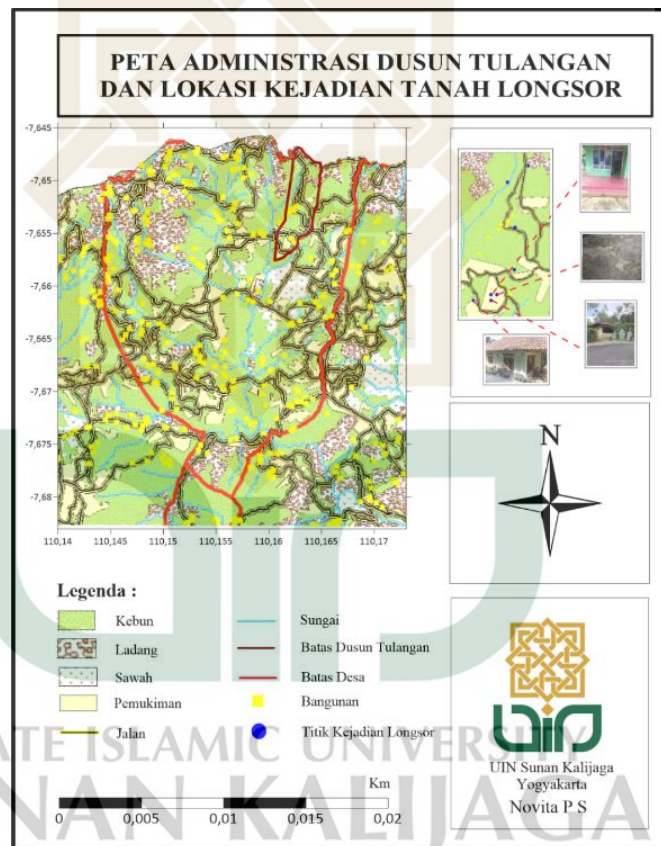 PETA ADMINISTRASI DUSUN TULANGAN
DAN LOKASI KEJADIAN TANAH LONGSOR
-7,645
-7,65
-7,655
-7,66
-7,665
-7,67
-7,675
-7,68
110,14
110,145
110,15
110,155
110,16
110,165
110,17
N
Legenda :
Kebun
Ladang
Sawah
Pemukiman
Jalan
Sungai
Batas Dusun Tulangan
Batas Desa
Bangunan
Titik Kejadian Longsor
Km
0
0,005
0,01
0,015
0,02
UIN Sunan Kalijaga
Yogyakarta
Novita P S
ATE ISLAMIC UNIVERSITY
NAN KALIJAGA